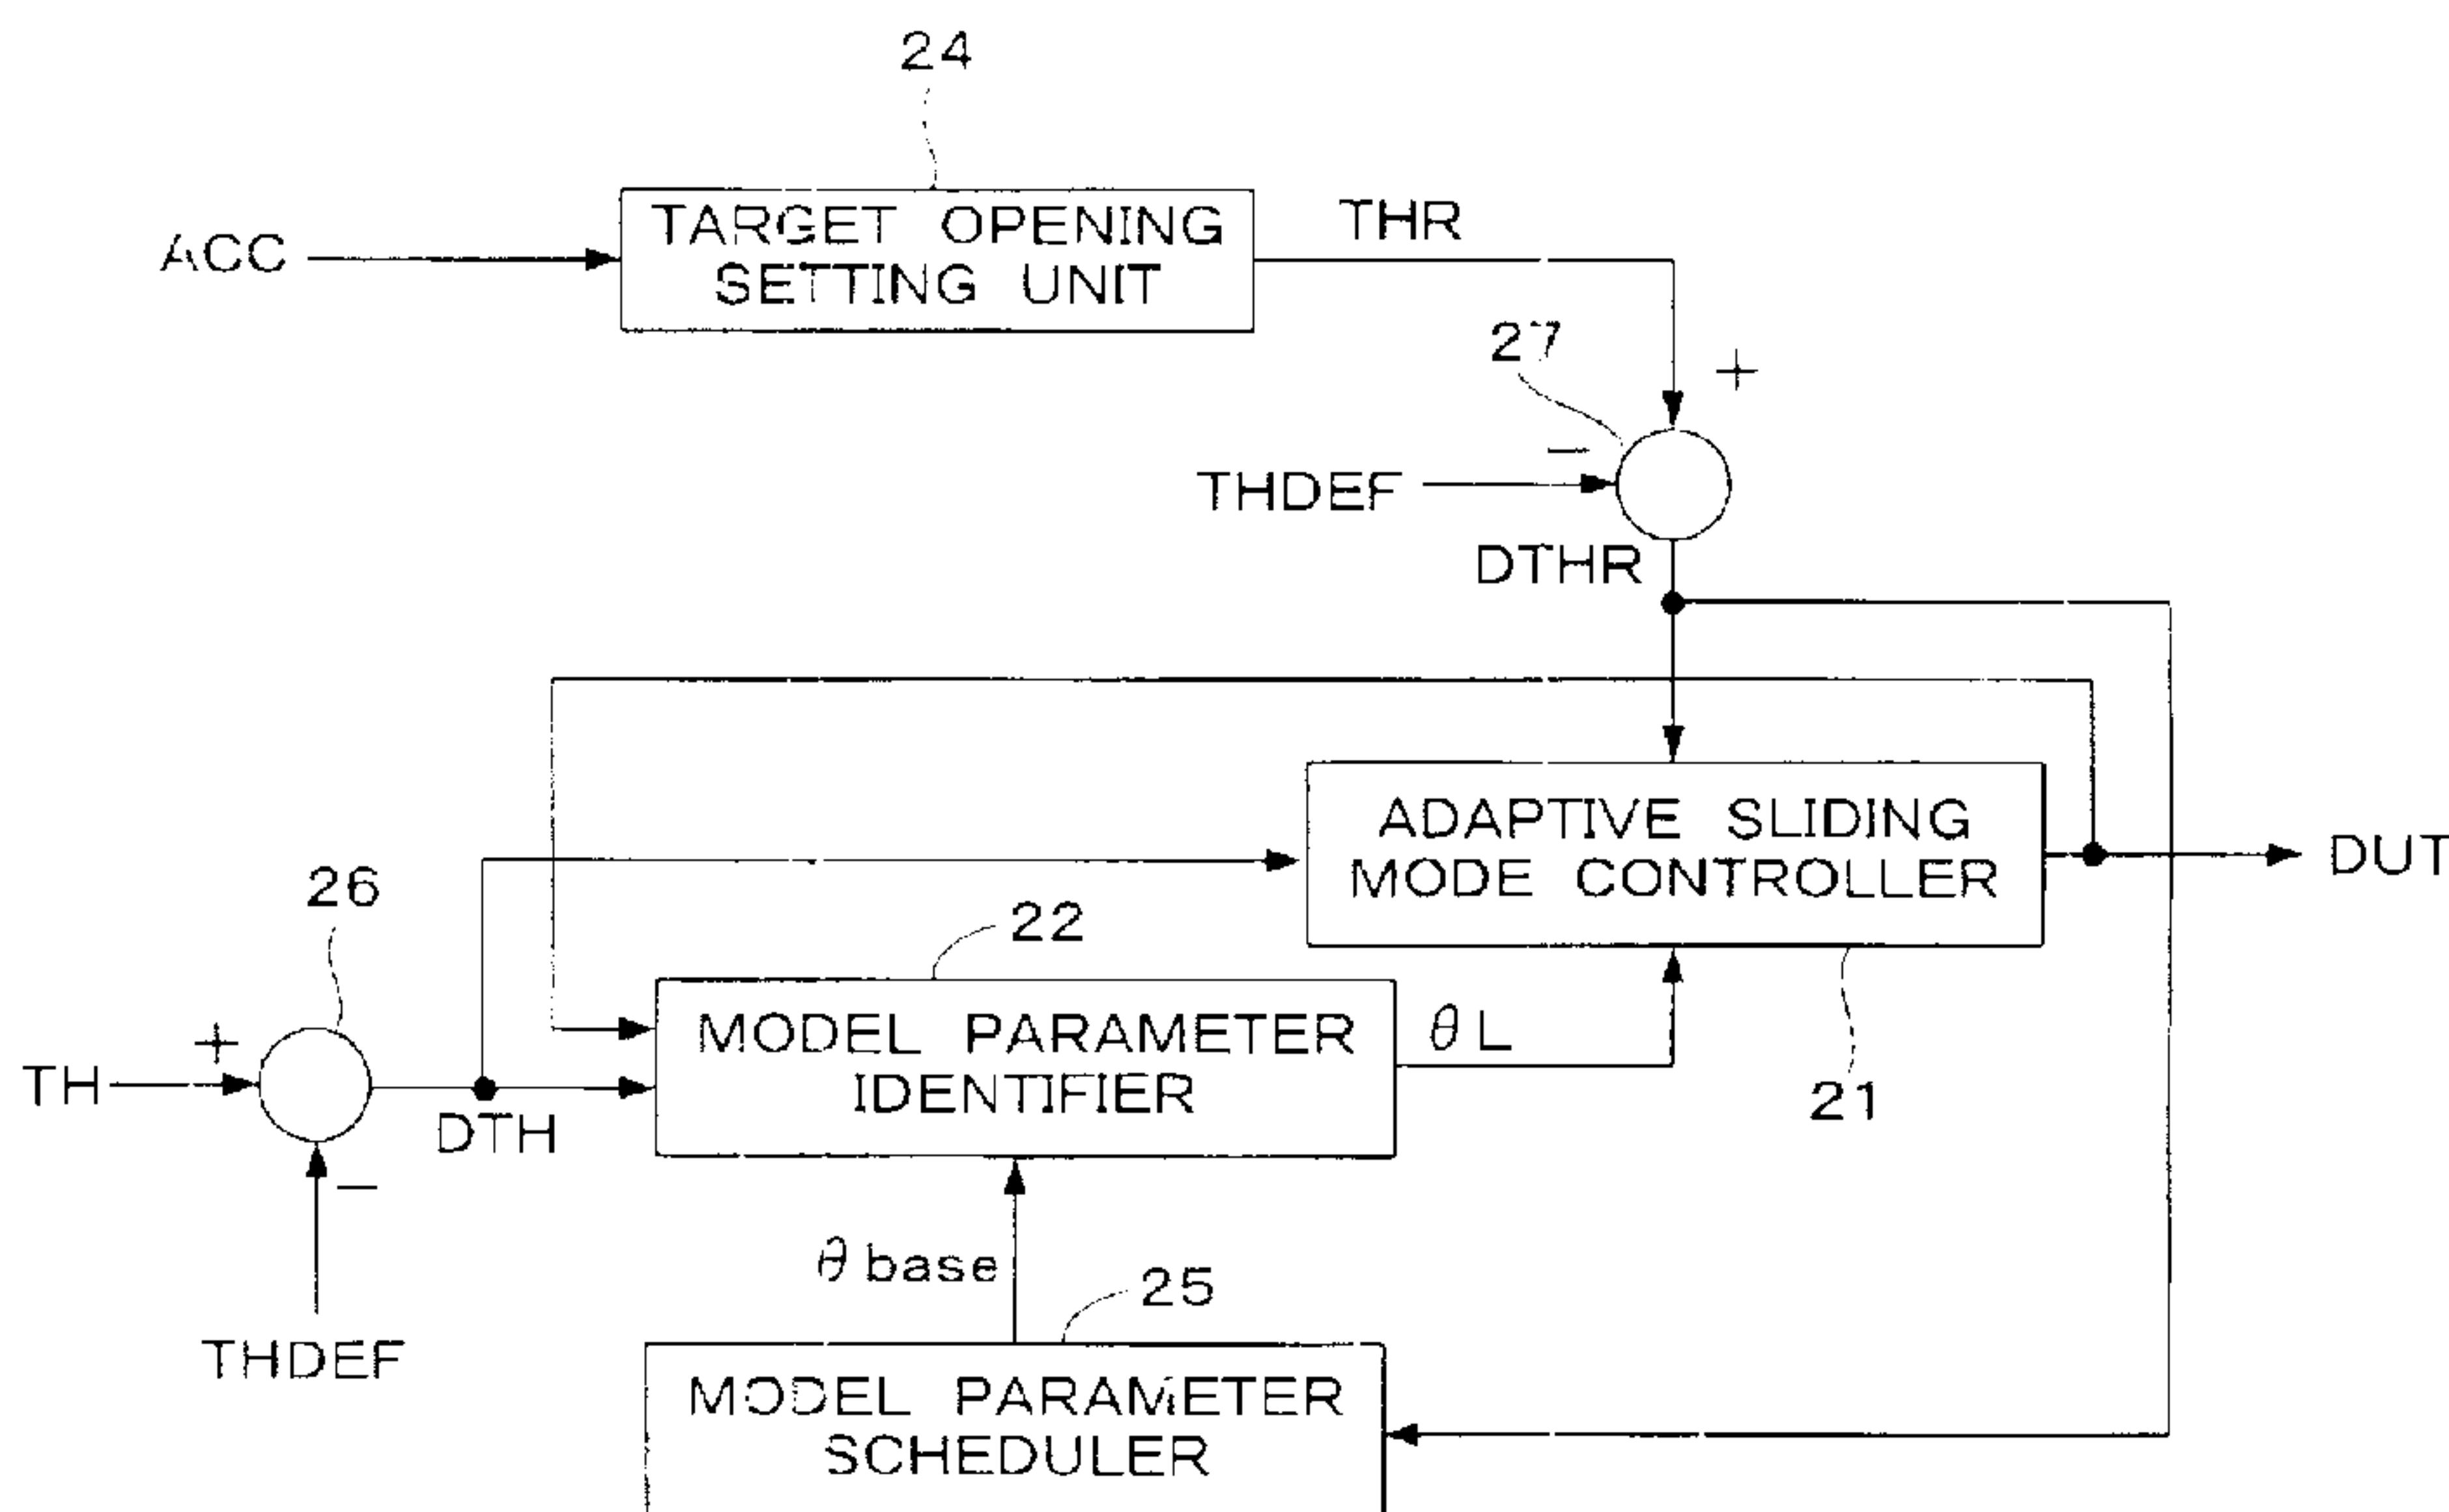 24
TARGET OPENING
SETTING UNIT
ACC
THR
27
+
−
THDEF
DTHR
ADAPTIVE SLIDING
MODE CONTROLLER
DUT
26
22
MODEL PARAMETER
IDENTIFIER
θL
21
+
TH
DTH
−
THDEF
θbase
25
MODEL PARAMETER
SCHEDULER